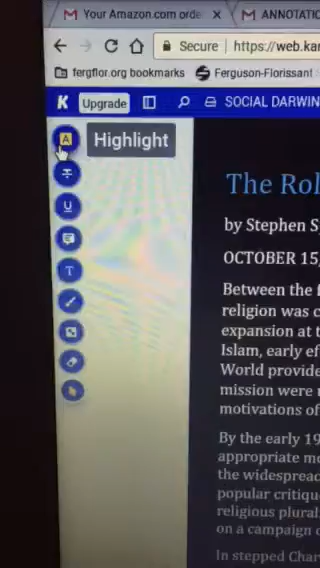 Your Amazon.com orde
ANNOTATIO
Secure
https://web.ka
fergflor.org bookmarks
Ferguson-Florissant
K
Upgrade
SOCIAL DARWIN
A
Highlight
U
T
The Rol
by Stephen S
OCTOBER 15,
Between the
religion was c
expansion at t
Islam, early ef
World provide
mission were
motivations of
By the early 19
appropriate me
the widespread
popular critiqu
religious plural
on a campaign
In stepped Char